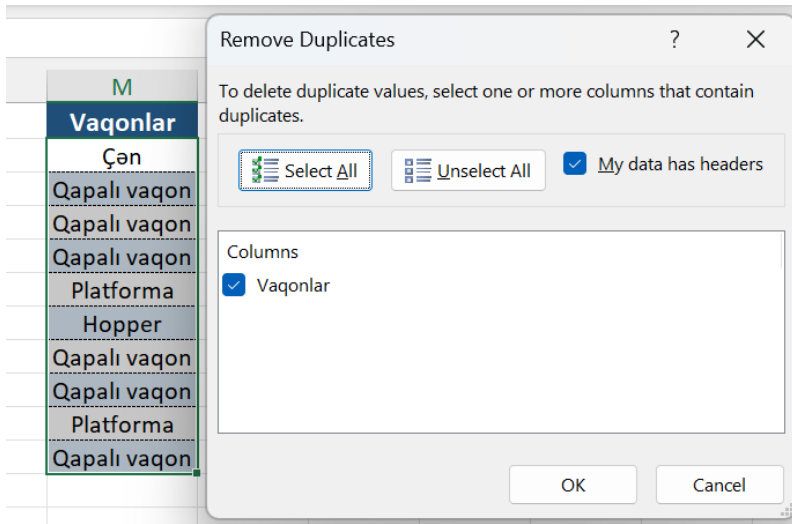 M
Vaqonlar
Çən
Qapalı vaqon
Qapalı vaqon
Qapalı vaqon
Platforma
Hopper
Qapalı vaqon
Qapalı vaqon
Platforma
Qapalı vaqon
Remove Duplicates
?
To delete duplicate values, select one or more columns that contain
duplicates.
Select All
Unselect All
My data has headers
Columns
Vaqonlar
OK
Cancel